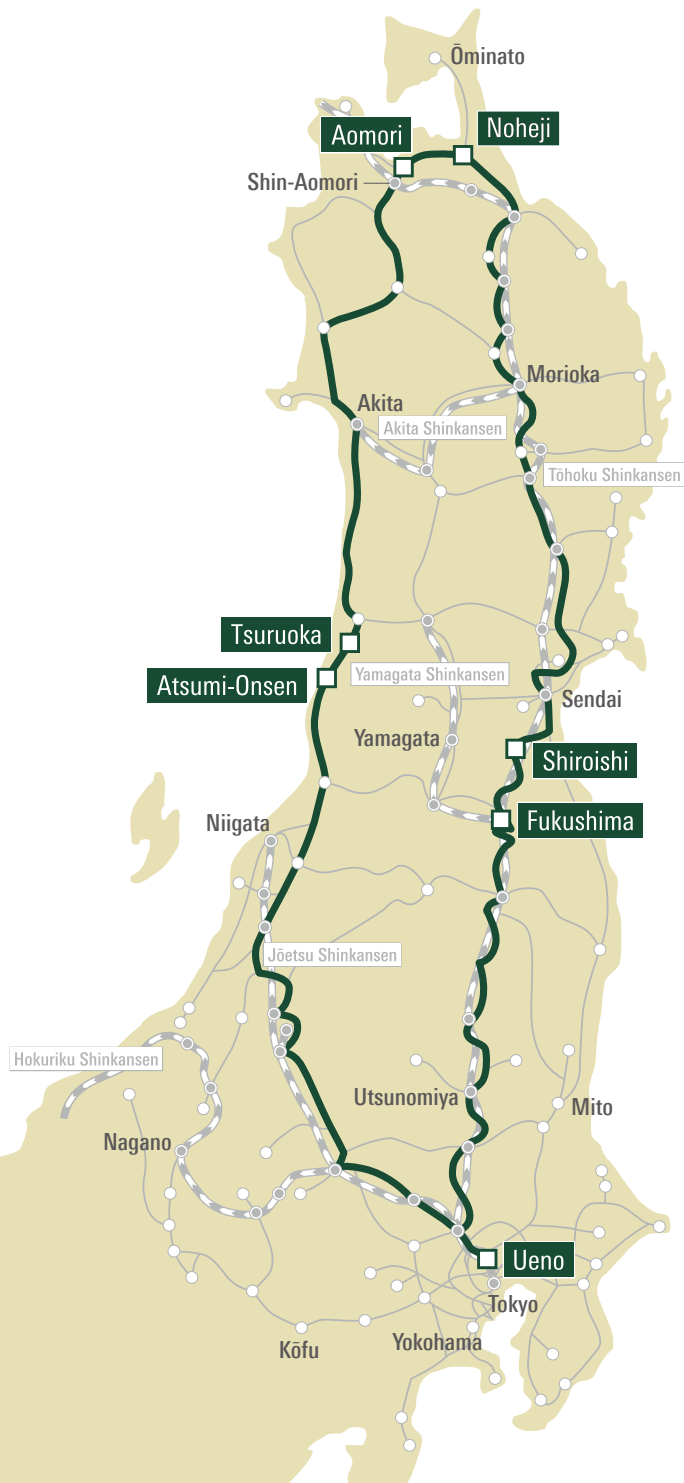 Ōminato
Noheji
Aomori
Shin-Aomori
Morioka
Akita
Akita Shinkansen
Tōhoku Shinkansen
Tsuruoka
Yamagata Shinkansen
Atsumi-Onsen
Sendai
Yamagata
Shiroishi
Fukushima
Niigata
Jōetsu Shinkansen
Hokuriku Shinkansen
Utsunomiya
Mito
Nagano
Ueno
Tokyo
Yokohama
Kōfu